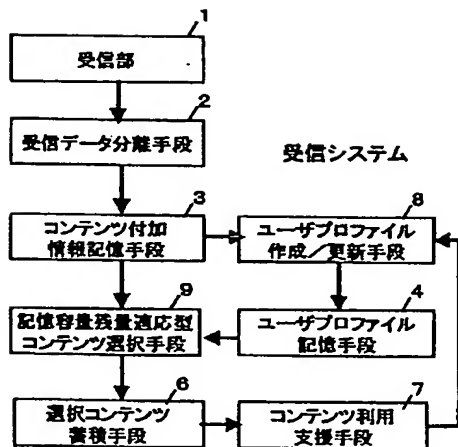 1
受信部
2
受信データ分離手段
受信システム
3
コンテンツ付加
情報記憶手段
8
ユーザプロファイル
作成／更新手段
9
記憶容量残量適応型
コンテンツ選択手段
4
ユーザプロファイル
記憶手段
6
選択コンテンツ
蓄積手段
7
コンテンツ利用
支援手段